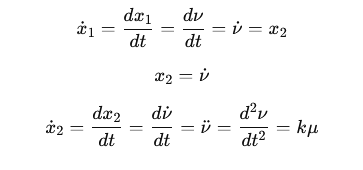 ẋ₁ = dx₁/dt = dν/dt = ν̇ = x₂
x₂ = ν̇
ẋ₂ = dx₂/dt = dν̇/dt = ν̈ = d²ν/dt² = kμ